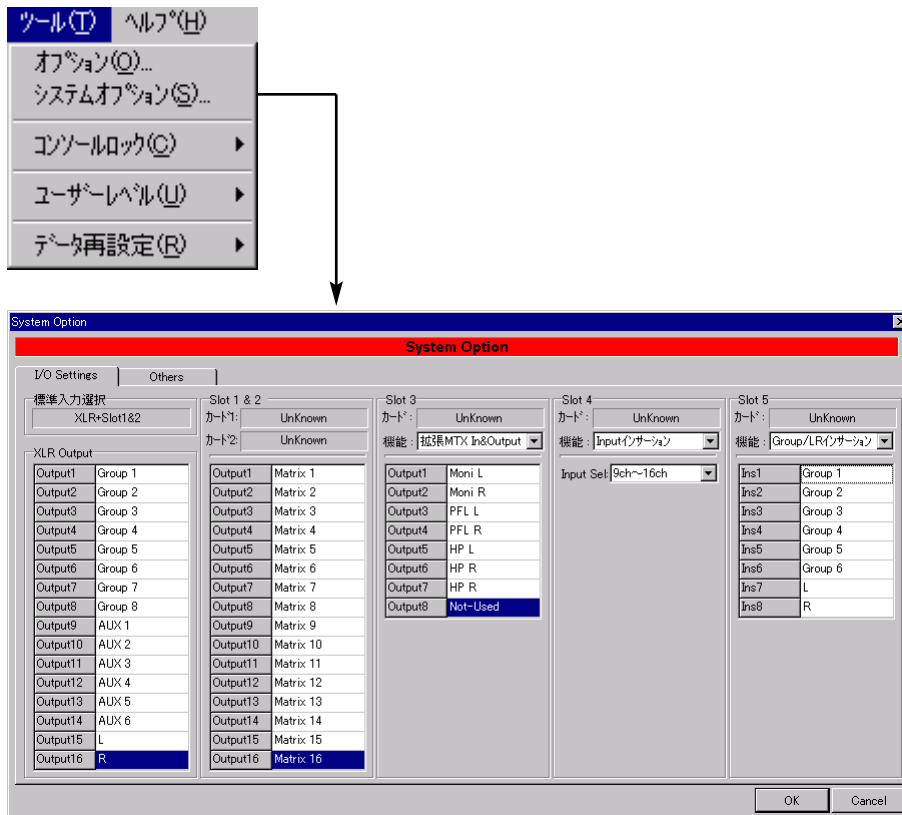 ツール(T) ヘルプ(H)
オプション(O)...
システムオプション(S)...
コンソールロック(C)
ユーザーレベル(U)
データ再設定(R)
System Option
System Option
I/O Settings Others
標準入力選択
XLR+Slot1&2
XLR Output
Output1 Group 1
Output2 Group 2
Output3 Group 3
Output4 Group 4
Output5 Group 5
Output6 Group 6
Output7 Group 7
Output8 Group 8
Output9 AUX 1
Output10 AUX 2
Output11 AUX 3
Output12 AUX 4
Output13 AUX 5
Output14 AUX 6
Output15 L
Output16 R
Slot 1 & 2
カード1: UnKnown
カード2: UnKnown
Output1 Matrix 1
Output2 Matrix 2
Output3 Matrix 3
Output4 Matrix 4
Output5 Matrix 5
Output6 Matrix 6
Output7 Matrix 7
Output8 Matrix 8
Output9 Matrix 9
Output10 Matrix 10
Output11 Matrix 11
Output12 Matrix 12
Output13 Matrix 13
Output14 Matrix 14
Output15 Matrix 15
Output16 Matrix 16
Slot 3
カード: UnKnown
機能: 拡張MTX In&Output
Output1 Moni L
Output2 Moni R
Output3 PFL L
Output4 PFL R
Output5 HP L
Output6 HP R
Output7 HP R
Output8 Not-Used
Slot 4
カード: UnKnown
機能: Inputインサーション
Input Sel: 9ch～16ch
Slot 5
カード: UnKnown
機能: Group/LRインサーション
Ins1 Group 1
Ins2 Group 2
Ins3 Group 3
Ins4 Group 4
Ins5 Group 5
Ins6 Group 6
Ins7 L
Ins8 R
OK Cancel